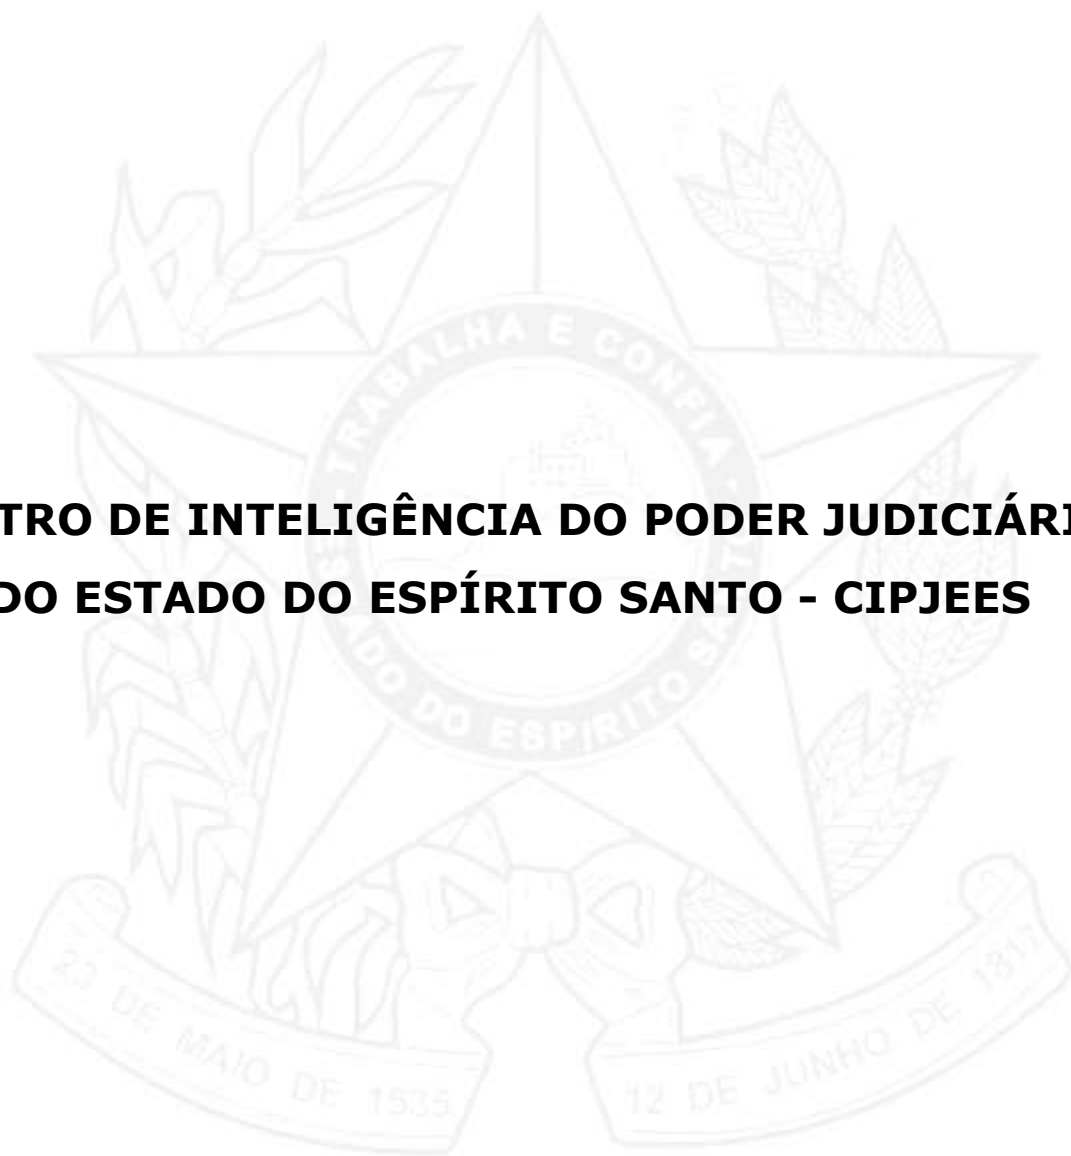 TRABALHA E CONFIA
TRO DE INTELIGÊNCIA DO PODER JUDICIÁRI
DO ESTADO DO ESPÍRITO SANTO - CIPJEES
ESTADO DO ESPIRITO SANTO
23 DE MAIO DE 1535
12 DE JUNHO DE 1817